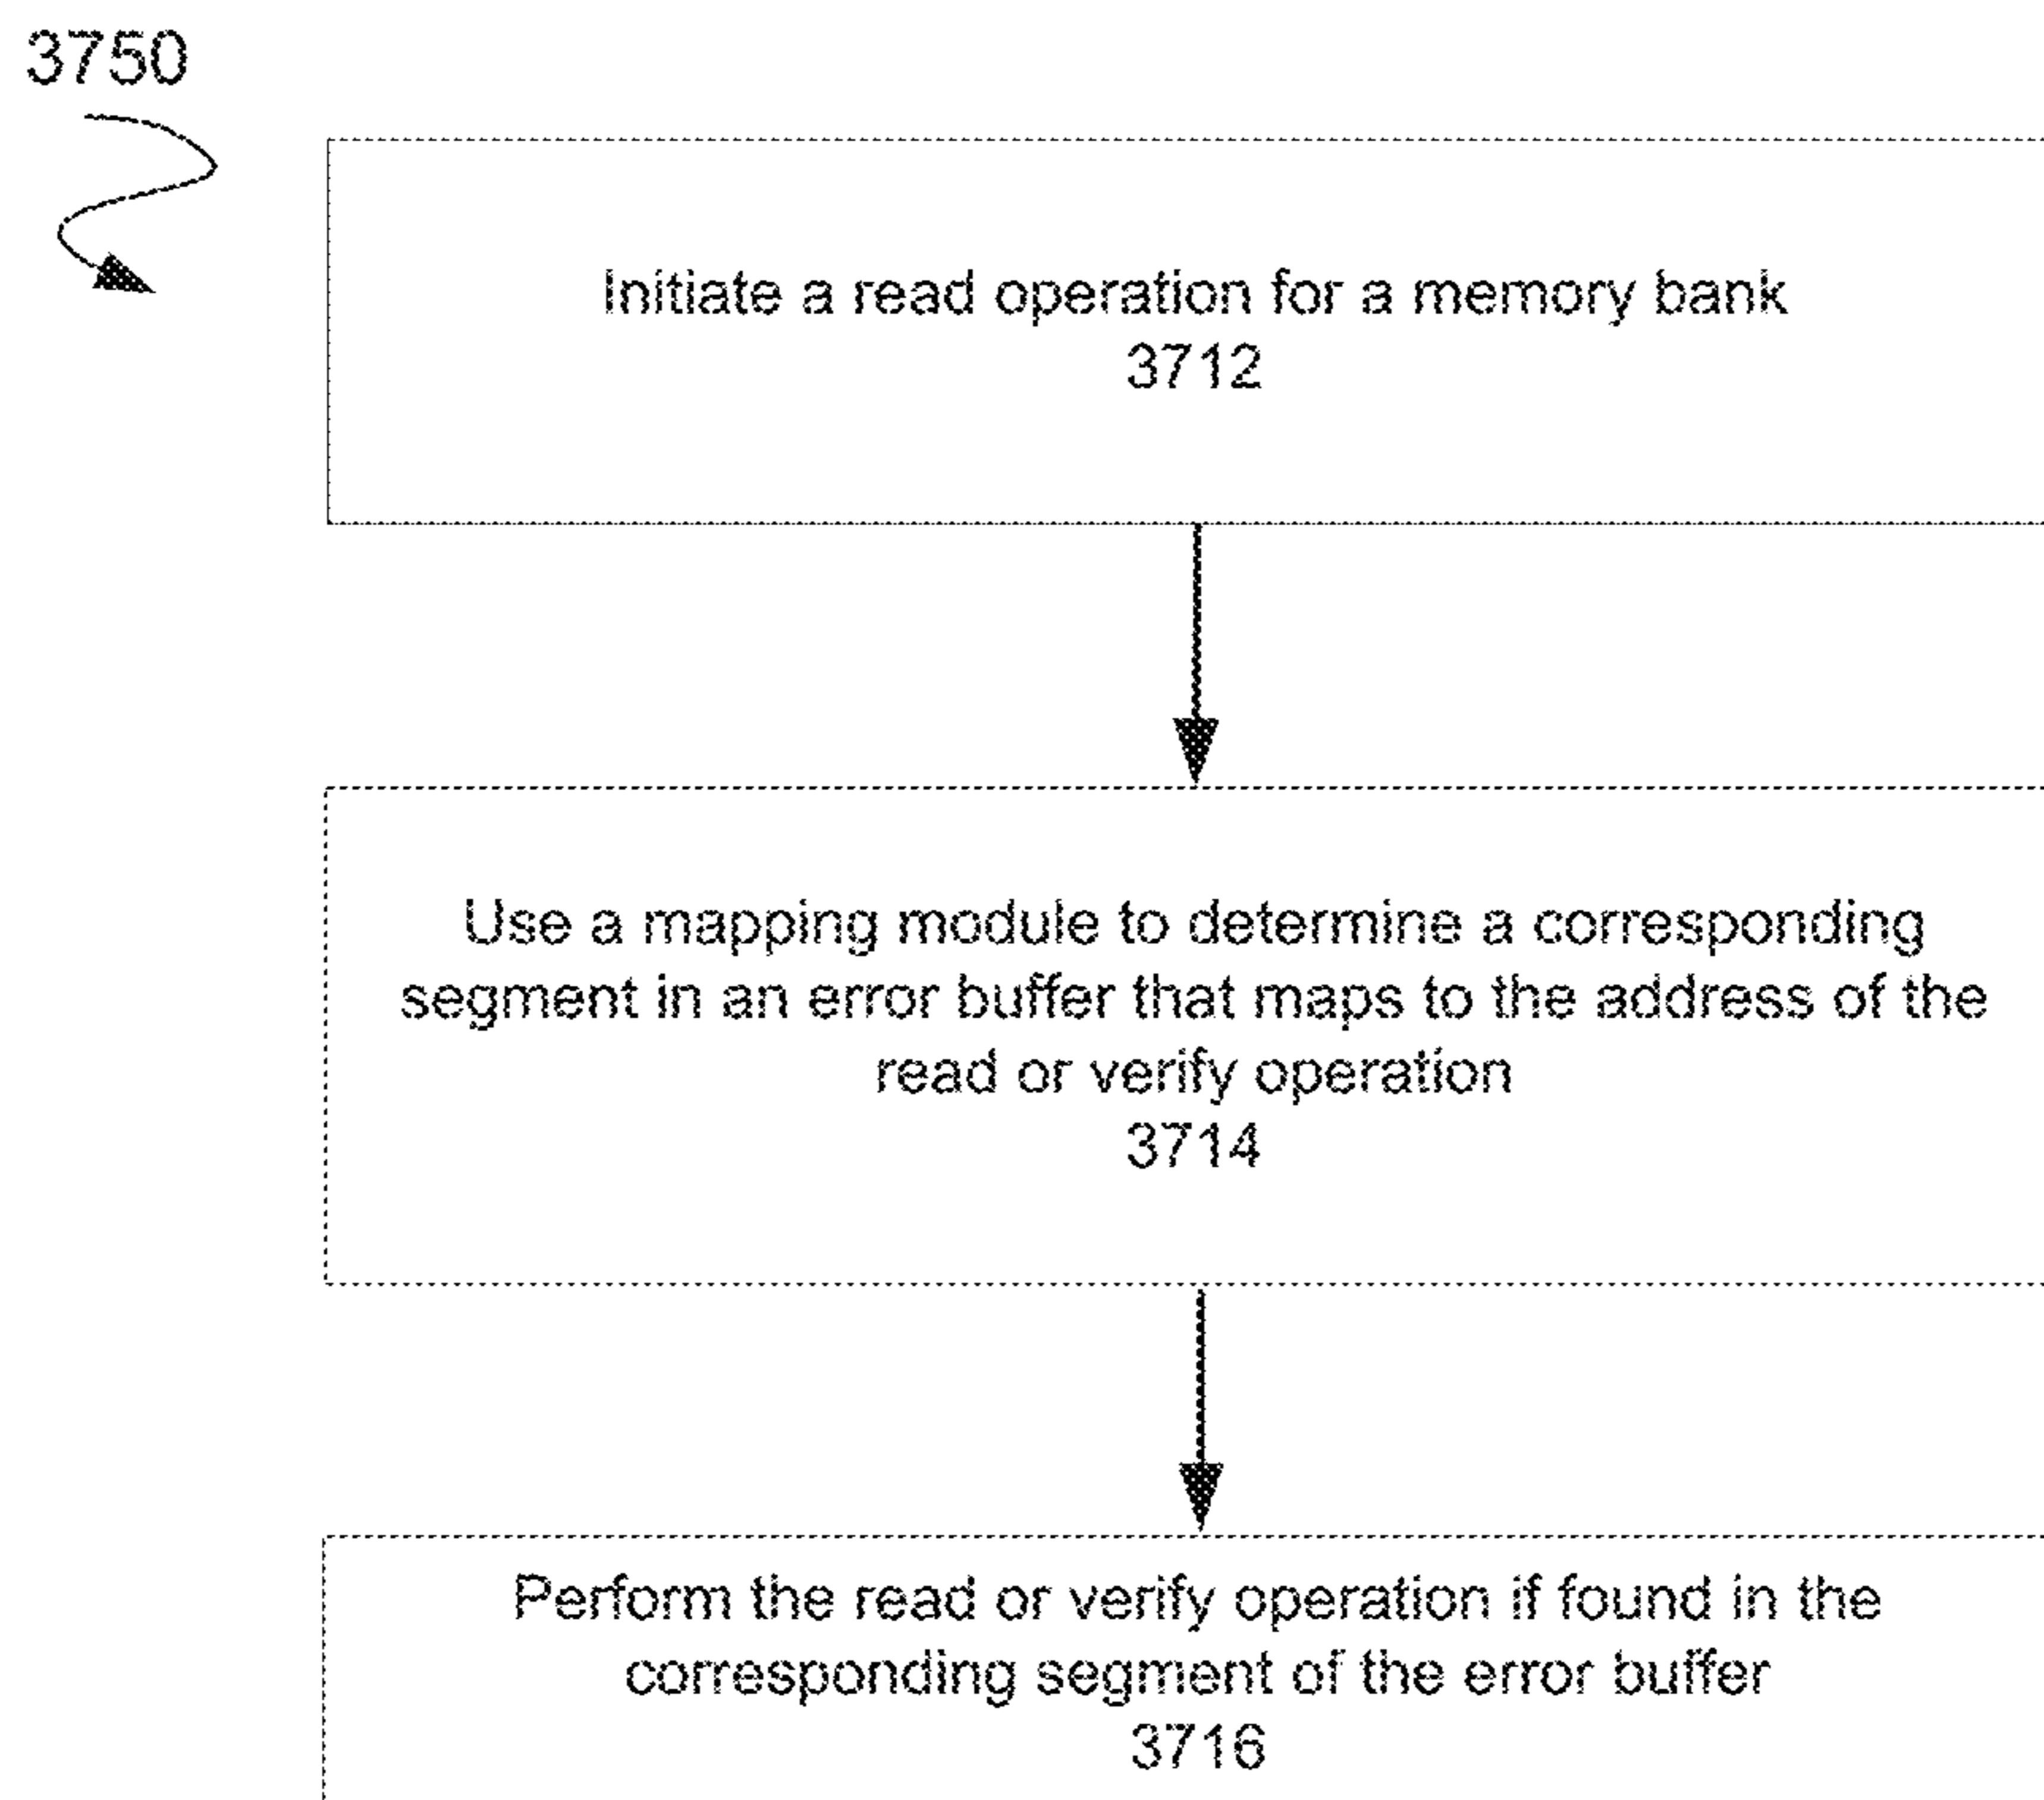 3750
Initiate a read operation for a memory bank
3712
Use a mapping module to determine a corresponding
segment in an error buffer that maps to the address of the
read or verify operation
3714
Perform the read or verify operation if found in the
corresponding segment of the error buffer
3716